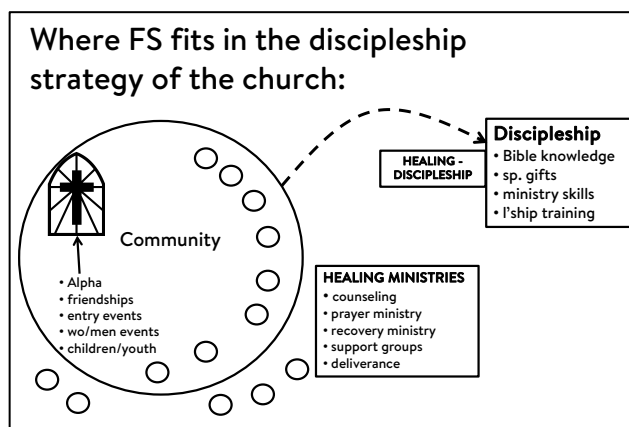 Where FS fits in the discipleship
strategy of the church:
Discipleship
• Bible knowledge
• sp. gifts
• ministry skills
• l'ship training
HEALING -
DISCIPLESHIP
Community
• Alpha
• friendships
• entry events
• wo/men events
• children/youth
HEALING MINISTRIES
• counseling
• prayer ministry
• recovery ministry
• support groups
• deliverance